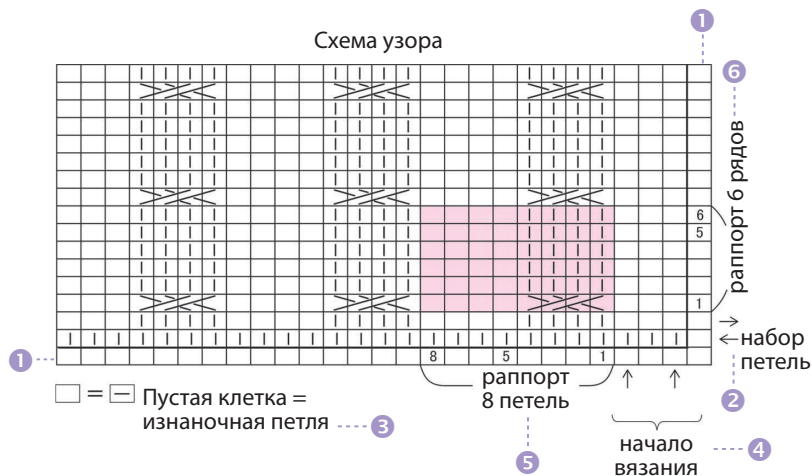 Схема узора
1
6
раппорт 6 рядов
6
5
1
→
← набор
петель
1
8 5 1
раппорт
8 петель
2
□ = ⊟ Пустая клетка =
изнаночная петля
3
5
начало
вязания
4